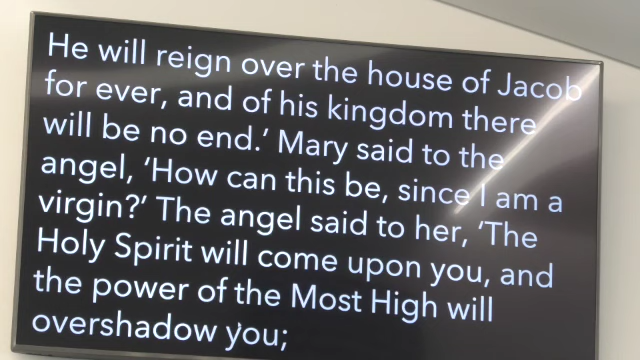 He will reign over the house of Jacob
for ever, and of his kingdom there
will be no end.’ Mary said to the
angel, ‘How can this be, since I am a
virgin?’ The angel said to her, ‘The
Holy Spirit will come upon you, and
the power of the Most High will
overshadow you;